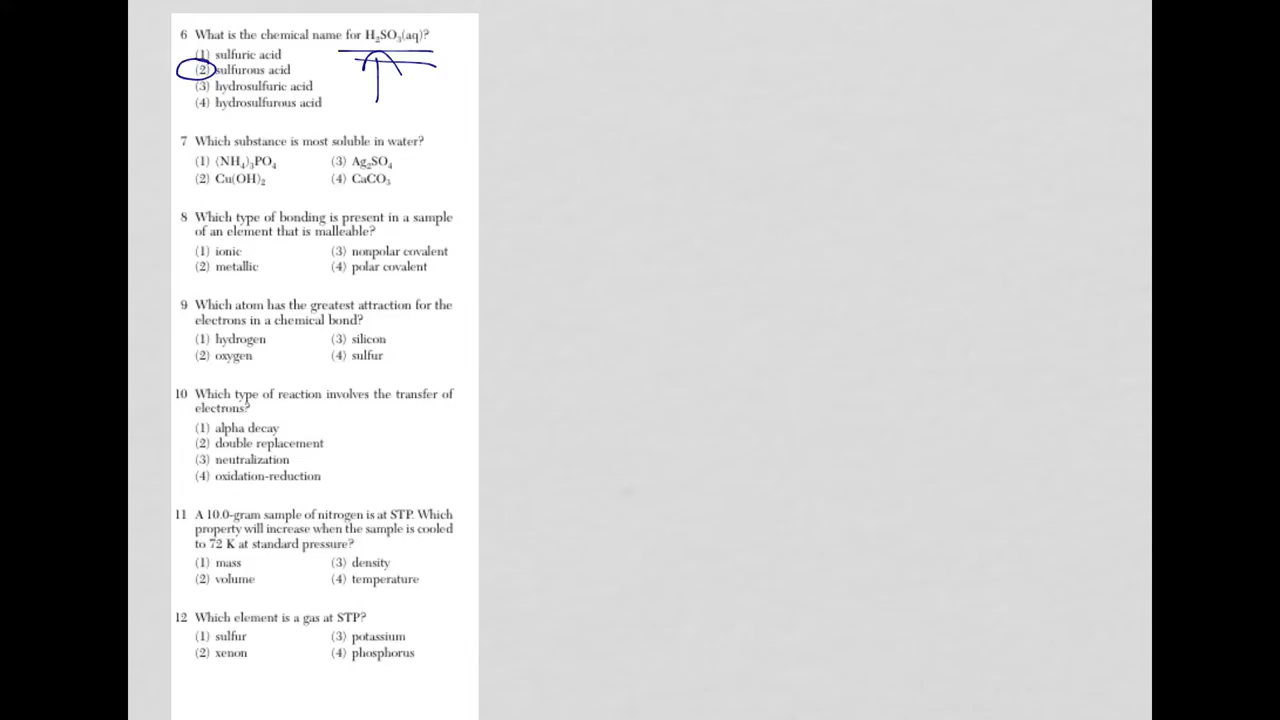 6 What is the chemical name for H₂SO₃(aq)?
(1) sulfuric acid
(2) sulfurous acid
(3) hydrosulfuric acid
(4) hydrosulfurous acid
7 Which substance is most soluble in water?
(1) (NH₄)₃PO₄ (3) Ag₂SO₄
(2) Cu(OH)₂ (4) CaCO₃
8 Which type of bonding is present in a sample
of an element that is malleable?
(1) ionic (3) nonpolar covalent
(2) metallic (4) polar covalent
9 Which atom has the greatest attraction for the
electrons in a chemical bond?
(1) hydrogen (3) silicon
(2) oxygen (4) sulfur
10 Which type of reaction involves the transfer of
electrons?
(1) alpha decay
(2) double replacement
(3) neutralization
(4) oxidation-reduction
11 A 10.0-gram sample of nitrogen is at STP. Which
property will increase when the sample is cooled
to 72 K at standard pressure?
(1) mass (3) density
(2) volume (4) temperature
12 Which element is a gas at STP?
(1) sulfur (3) potassium
(2) xenon (4) phosphorus